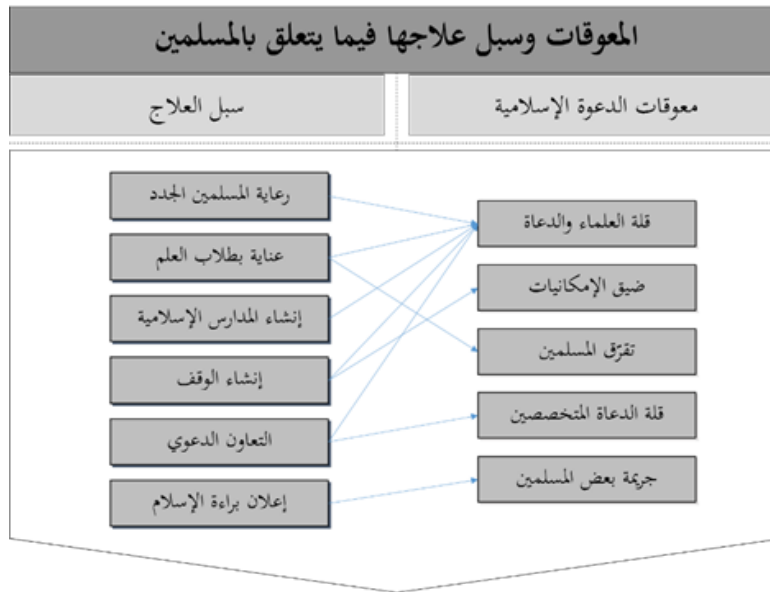 المعوقات وسبل علاجها فيما يتعلق بالمسلمين
معوقات الدعوة الإسلامية
سبل العلاج
قلة العلماء والدعاة
ضيق الإمكانيات
تفرّق المسلمين
قلة الدعاة المتخصصين
جريمة بعض المسلمين
رعاية المسلمين الجدد
عناية بطلاب العلم
إنشاء المدارس الإسلامية
إنشاء الوقف
التعاون الدعوي
إعلان براءة الإسلام